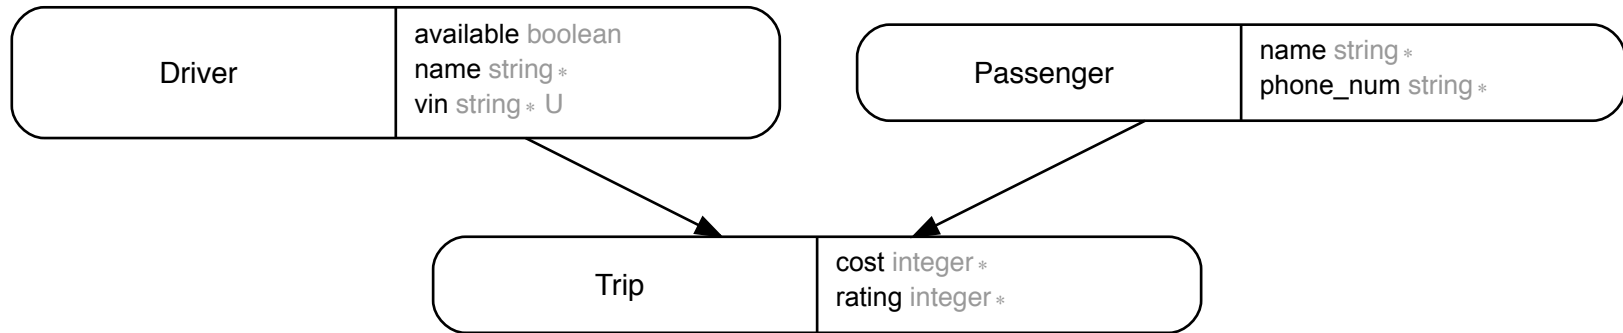 Driver
available boolean
name string *
vin string * U
Passenger
name string *
phone_num string *
Trip
cost integer *
rating integer *